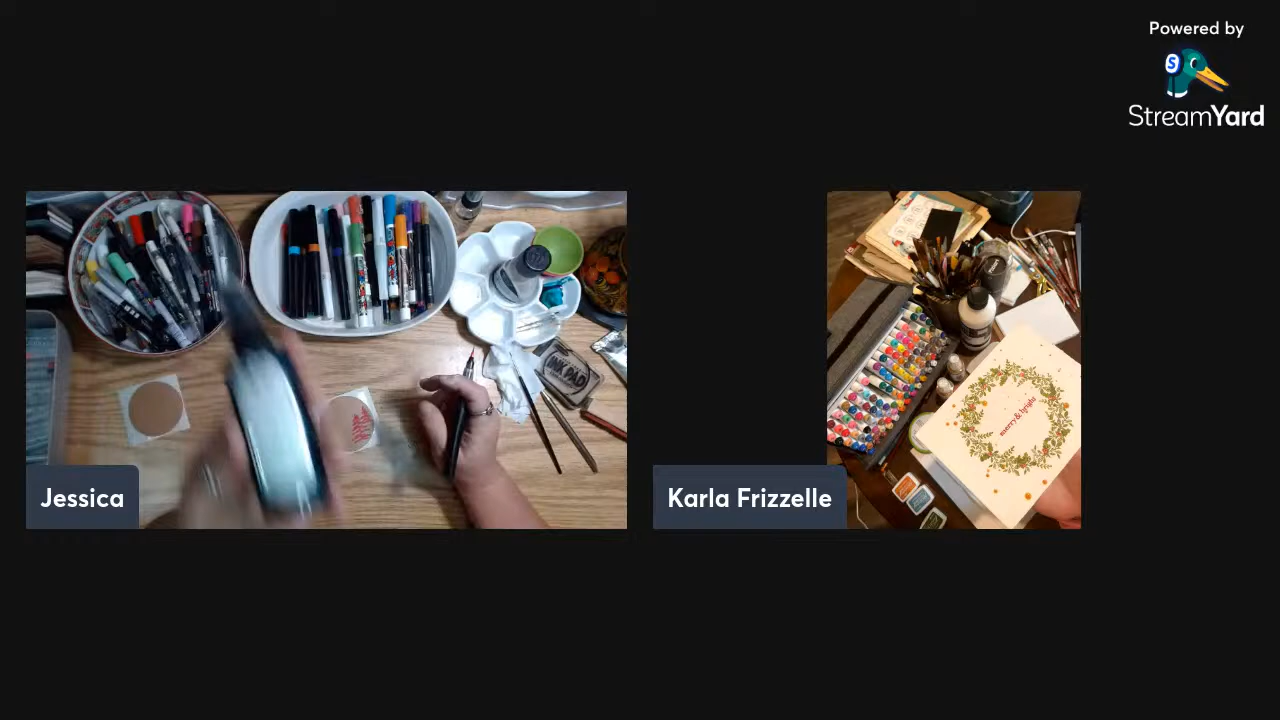 Powered by
S
StreamYard
INK PAD
merry & bright
Jessica
Karla Frizzelle